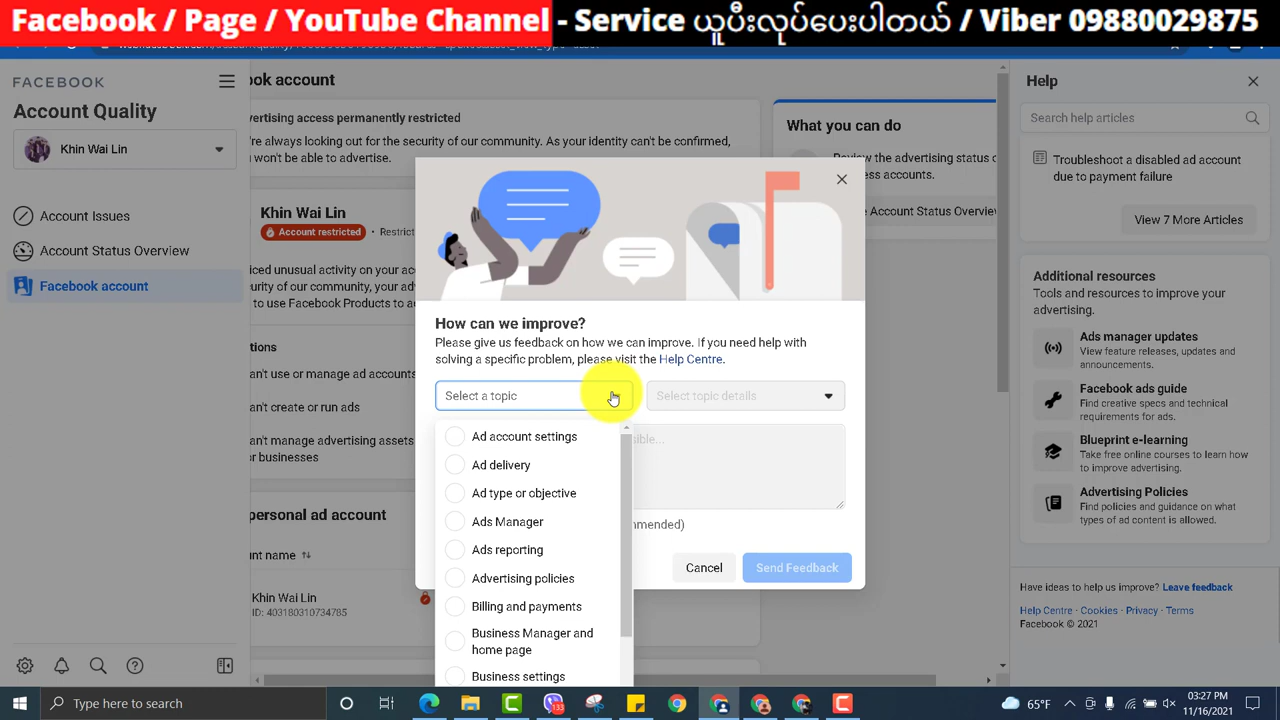 Facebook / Page / YouTube Channel - Service ယူပီးလုပ်ပေးပါတယ် / Viber 09880029875
FACEBOOK
Account Quality
Khin Wai Lin
Account Issues
Account Status Overview
Facebook account
ook account
vertising access permanently restricted
're always looking out for the security of our community. As your identity can't be confirmed,
won't be able to advertise.
Khin Wai Lin
Account restricted • Restric
iced unusual activity on your ac
curity of our community, your a
to use Facebook Products to a
tions
n't use or manage ad accounts
n't create or run ads
n't manage advertising assets
or businesses
personal ad account
nt name
Khin Wai Lin
ID: 403180310734785
What you can do
Review the advertising status o
ess accounts.
e Account Status Overview
How can we improve?
Please give us feedback on how we can improve. If you need help with
solving a specific problem, please visit the Help Centre.
Select a topic
Select topic details
Ad account settings
Ad delivery
Ad type or objective
Ads Manager
Ads reporting
Advertising policies
Billing and payments
Business Manager and
home page
Business settings
sible...
mmended)
Cancel
Send Feedback
Help
Search help articles
Troubleshoot a disabled ad account
due to payment failure
View 7 More Articles
Additional resources
Tools and resources to improve your
advertising.
Ads manager updates
View feature releases, updates and
announcements.
Facebook ads guide
Find creative specs and technical
requirements for ads.
Blueprint e-learning
Take free online courses to learn how
to improve advertising.
Advertising Policies
Find policies and guidance on what
types of ad content is allowed.
Have ideas to help us improve? Leave feedback
Help Centre · Cookies · Privacy · Terms
Facebook © 2021
Type here to search
133
65°F
03:27 PM
11/16/2021